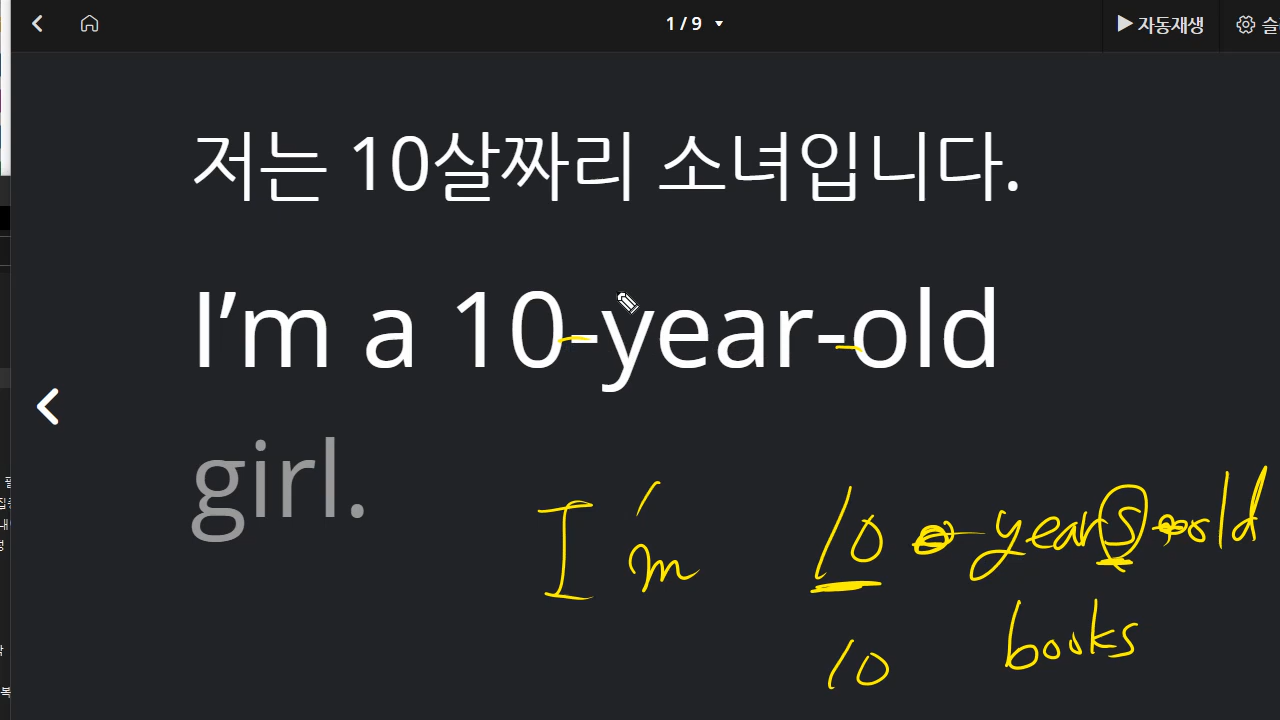 1 / 9
자동재생
슬
저는 10살짜리 소녀입니다.
I'm a 10-year-old
girl.
I'm 10 years old
10 books